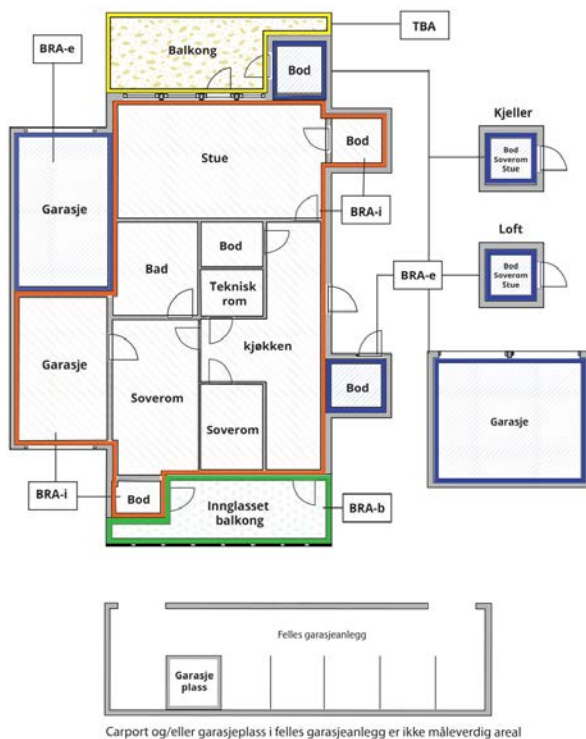 TBA
BRA-e
Balkong
Bod
Kjeller
Bod
Soverom
Stue
Bod
Stue
Garasje
BRA-i
Loft
Bod
Bad
Bod
Soverom
Stue
BRA-e
Teknisk
rom
kjøkken
Garasje
Bod
Garasje
Soverom
Soverom
BRA-i
Bod
Innglasset
balkong
BRA-b
Felles garasjeanlegg
Garasje
plass
Carport og/eller garasjeplass i felles garasjeanlegg er ikke måleverdig areal